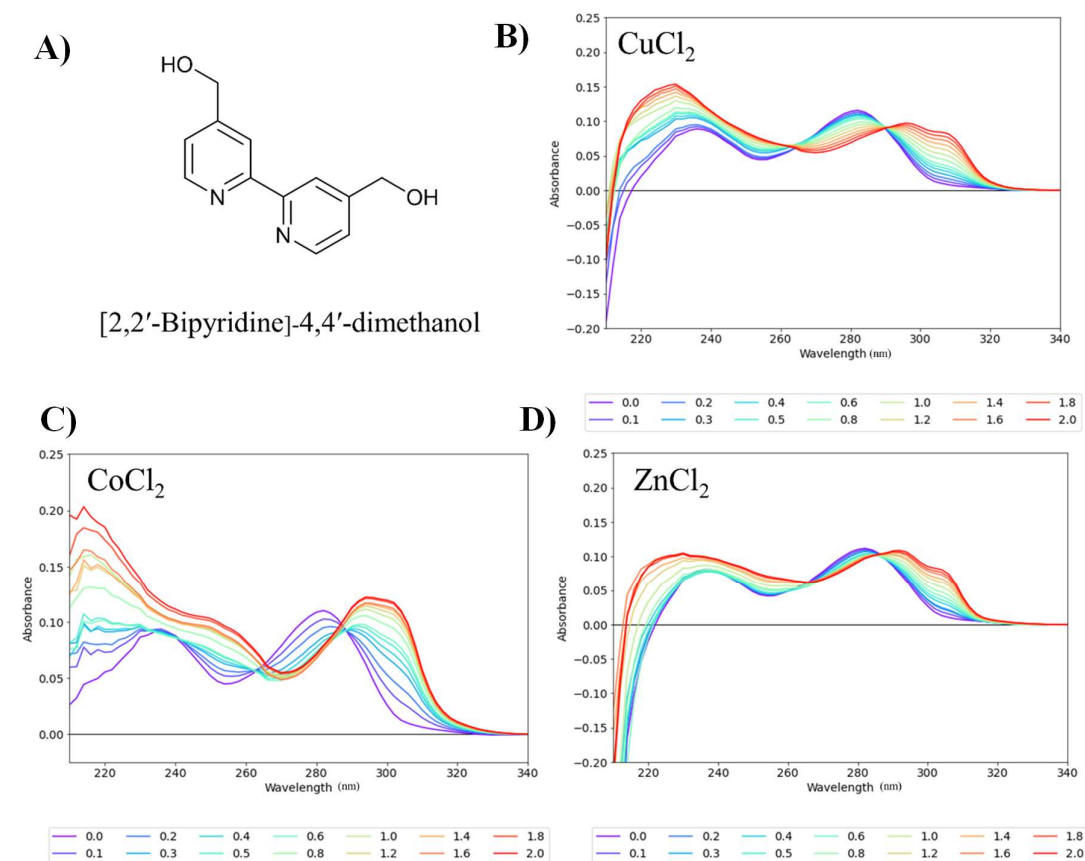 A)
HO
N
N
OH
[2,2′-Bipyridine]-4,4′-dimethanol
B)
CuCl2
0.25
0.20
0.15
0.10
0.05
0.00
−0.05
−0.10
−0.15
−0.20
Absorbance
220 240 260 280 300 320 340
Wavelength (nm)
0.0 0.2 0.4 0.6 1.0 1.4 1.8
0.1 0.3 0.5 0.8 1.2 1.6 2.0
C)
CoCl2
0.25
0.20
0.15
0.10
0.05
0.00
Absorbance
220 240 260 280 300 320 340
Wavelength (nm)
0.0 0.2 0.4 0.6 1.0 1.4 1.8
0.1 0.3 0.5 0.8 1.2 1.6 2.0
D)
ZnCl2
0.25
0.20
0.15
0.10
0.05
0.00
−0.05
−0.10
−0.15
−0.20
Absorbance
220 240 260 280 300 320 340
Wavelength (nm)
0.0 0.2 0.4 0.6 1.0 1.4 1.8
0.1 0.3 0.5 0.8 1.2 1.6 2.0